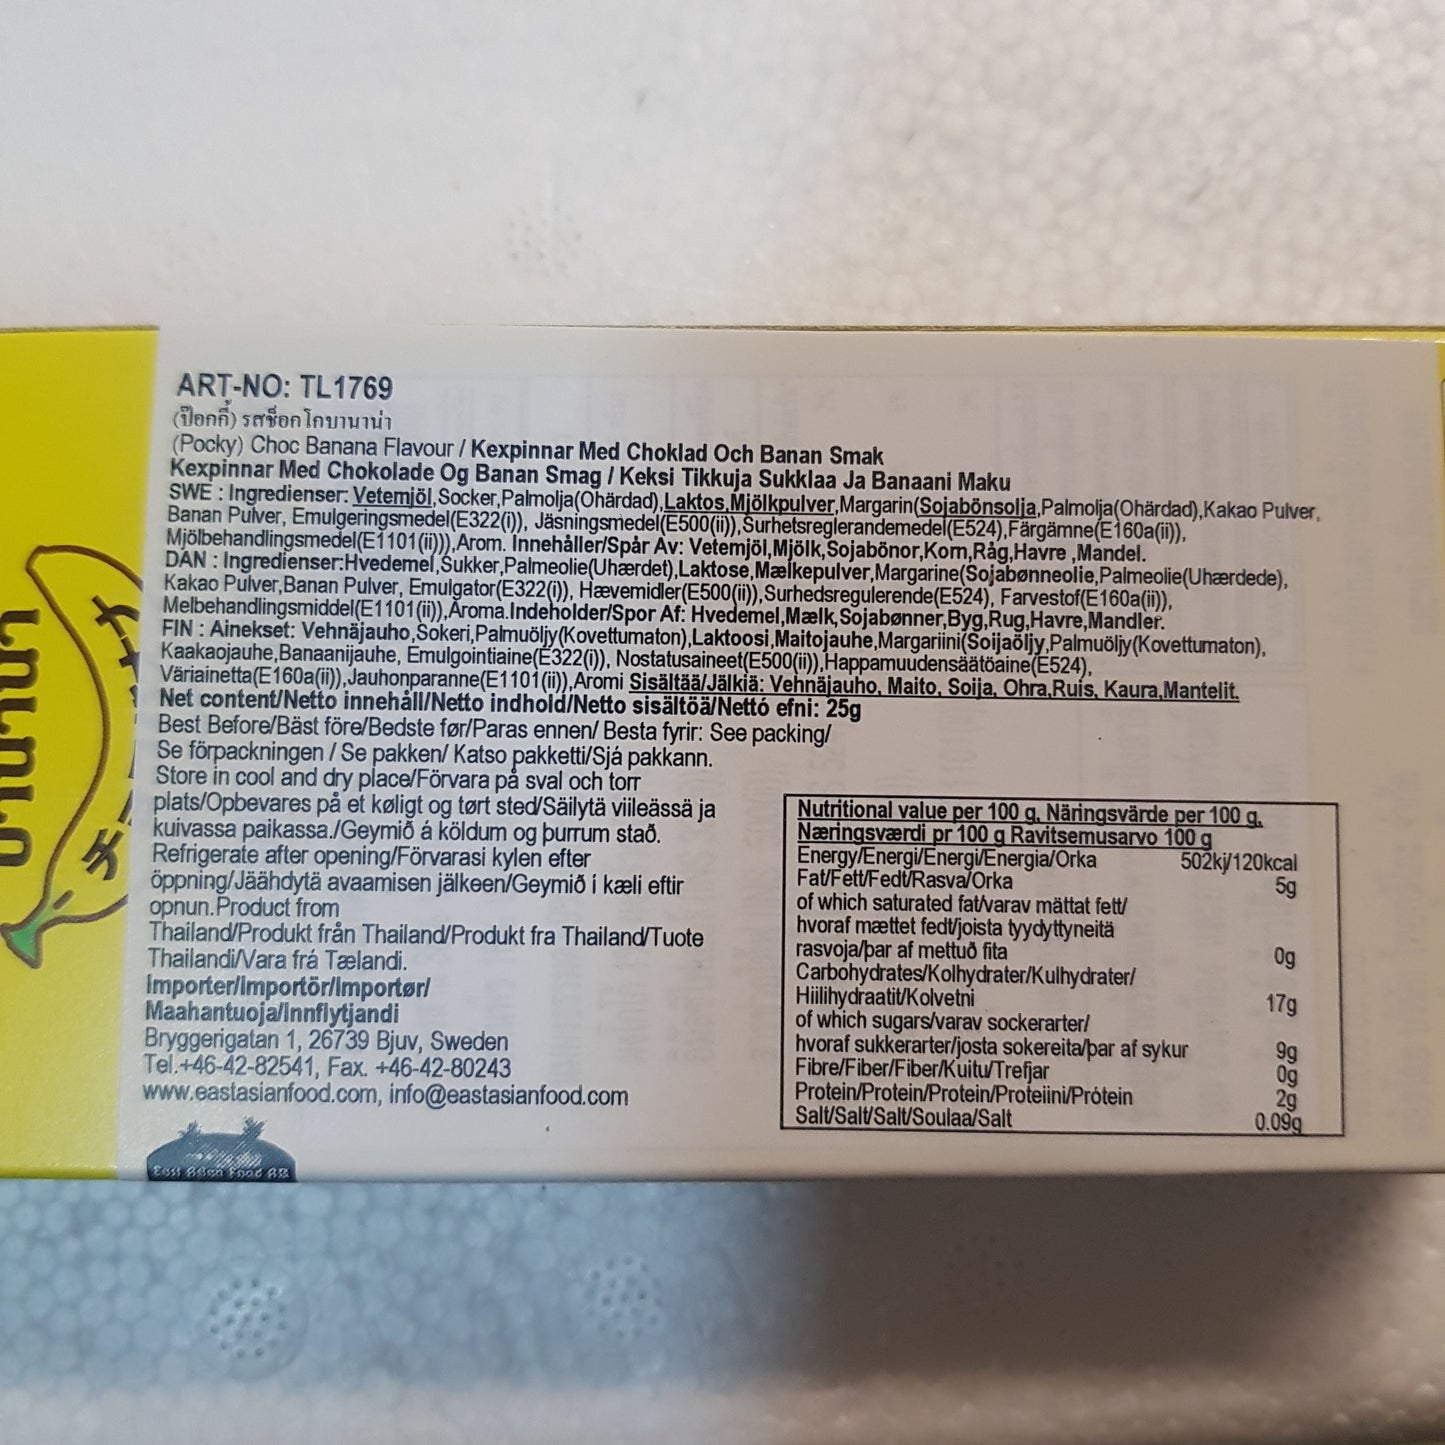 ART-NO: TL1769
(ป๊อกกี้) รสช็อกโกบานาน่า
(Pocky) Choc Banana Flavour / Kexpinnar Med Choklad Och Banan Smak
Kexpinnar Med Chokolade Og Banan Smag / Keksi Tikkuja Sukklaa Ja Banaani Maku
SWE : Ingredienser: Vetemjöl,Socker,Palmolja(Ohärdad),Laktos,Mjölkpulver,Margarin(Sojabönsolja,Palmolja(Ohärdad),Kakao Pulver,
Banan Pulver, Emulgeringsmedel(E322(i)), Jäsningsmedel(E500(ii)),Surhetsreglerandemedel(E524),Färgämne(E160a(ii)),
Mjölbehandlingsmedel(E1101(ii))),Arom. Innehåller/Spår Av: Vetemjöl,Mjölk,Sojabönor,Korn,Råg,Havre ,Mandel.
DAN : Ingredienser:Hvedemel,Sukker,Palmeolie(Uhærdet),Laktose,Mælkepulver,Margarine(Sojabønneolie,Palmeolie(Uhærdede),
Kakao Pulver,Banan Pulver, Emulgator(E322(i)), Hævemidler(E500(ii)),Surhedsregulerende(E524), Farvestof(E160a(ii)),
Melbehandlingsmiddel(E1101(ii)),Aroma.Indeholder/Spor Af: Hvedemel,Mælk,Sojabønner,Byg,Rug,Havre,Mandler.
FIN : Ainekset: Vehnäjauho,Sokeri,Palmuöljy(Kovettumaton),Laktoosi,Maitojauhe,Margariini(Soijaöljy,Palmuöljy(Kovettumaton),
Kaakaojauhe,Banaanijauhe, Emulgointiaine(E322(i)), Nostatusaineet(E500(ii)),Happamuudensäätöaine(E524),
Väriainetta(E160a(ii)),Jauhonparanne(E1101(ii)),Aromi Sisältää/Jälkiä: Vehnäjauho, Maito, Soija, Ohra,Ruis, Kaura,Mantelit.
Net content/Netto innehåll/Netto indhold/Netto sisältöä/Nettó efni: 25g
Best Before/Bäst före/Bedste før/Paras ennen/ Besta fyrir: See packing/
Se förpackningen / Se pakken/ Katso pakketti/Sjá pakkann.
Store in cool and dry place/Förvara på sval och torr
plats/Opbevares på et køligt og tørt sted/Säilytä viileässä ja
kuivassa paikassa./Geymið á köldum og þurrum stað.
Refrigerate after opening/Förvarasi kylen efter
öppning/Jäähdytä avaamisen jälkeen/Geymið í kæli eftir
opnun.Product from
Thailand/Produkt från Thailand/Produkt fra Thailand/Tuote
Thailandi/Vara frá Tælandi.
Importer/Importör/Importør/
Maahantuoja/Innflytjandi
Bryggerigatan 1, 26739 Bjuv, Sweden
Tel.+46-42-82541, Fax. +46-42-80243
www.eastasianfood.com, info@eastasianfood.com
East Asian Food AB
Nutritional value per 100 g, Näringsvärde per 100 g,
Næringsværdi pr 100 g Ravitsemusarvo 100 g
Energy/Energi/Energi/Energia/Orka 502kj/120kcal
Fat/Fett/Fedt/Rasva/Orka 5g
of which saturated fat/varav mättat fett/
hvoraf mættet fedt/joista tyydyttyneitä
rasvoja/þar af mettuð fita 0g
Carbohydrates/Kolhydrater/Kulhydrater/
Hiilihydraatit/Kolvetni 17g
of which sugars/varav sockerarter/
hvoraf sukkerarter/josta sokereita/þar af sykur 9g
Fibre/Fiber/Fiber/Kuitu/Trefjar 0g
Protein/Protein/Protein/Proteiini/Prótein 2g
Salt/Salt/Salt/Soulaa/Salt 0.09g